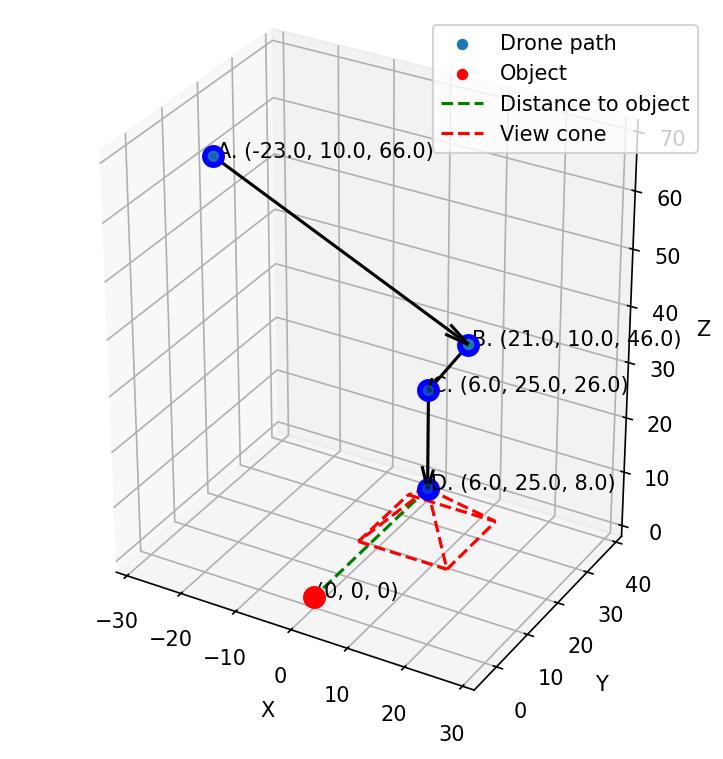 Drone path
Object
Distance to object
View cone
A. (-23.0, 10.0, 66.0)
B. (21.0, 10.0, 46.0)
C. (6.0, 25.0, 26.0)
D. (6.0, 25.0, 8.0)
(0, 0, 0)
70
60
50
40
30
20
10
0
Z
−30
−20
−10
0
10
20
30
X
0
10
20
30
40
Y